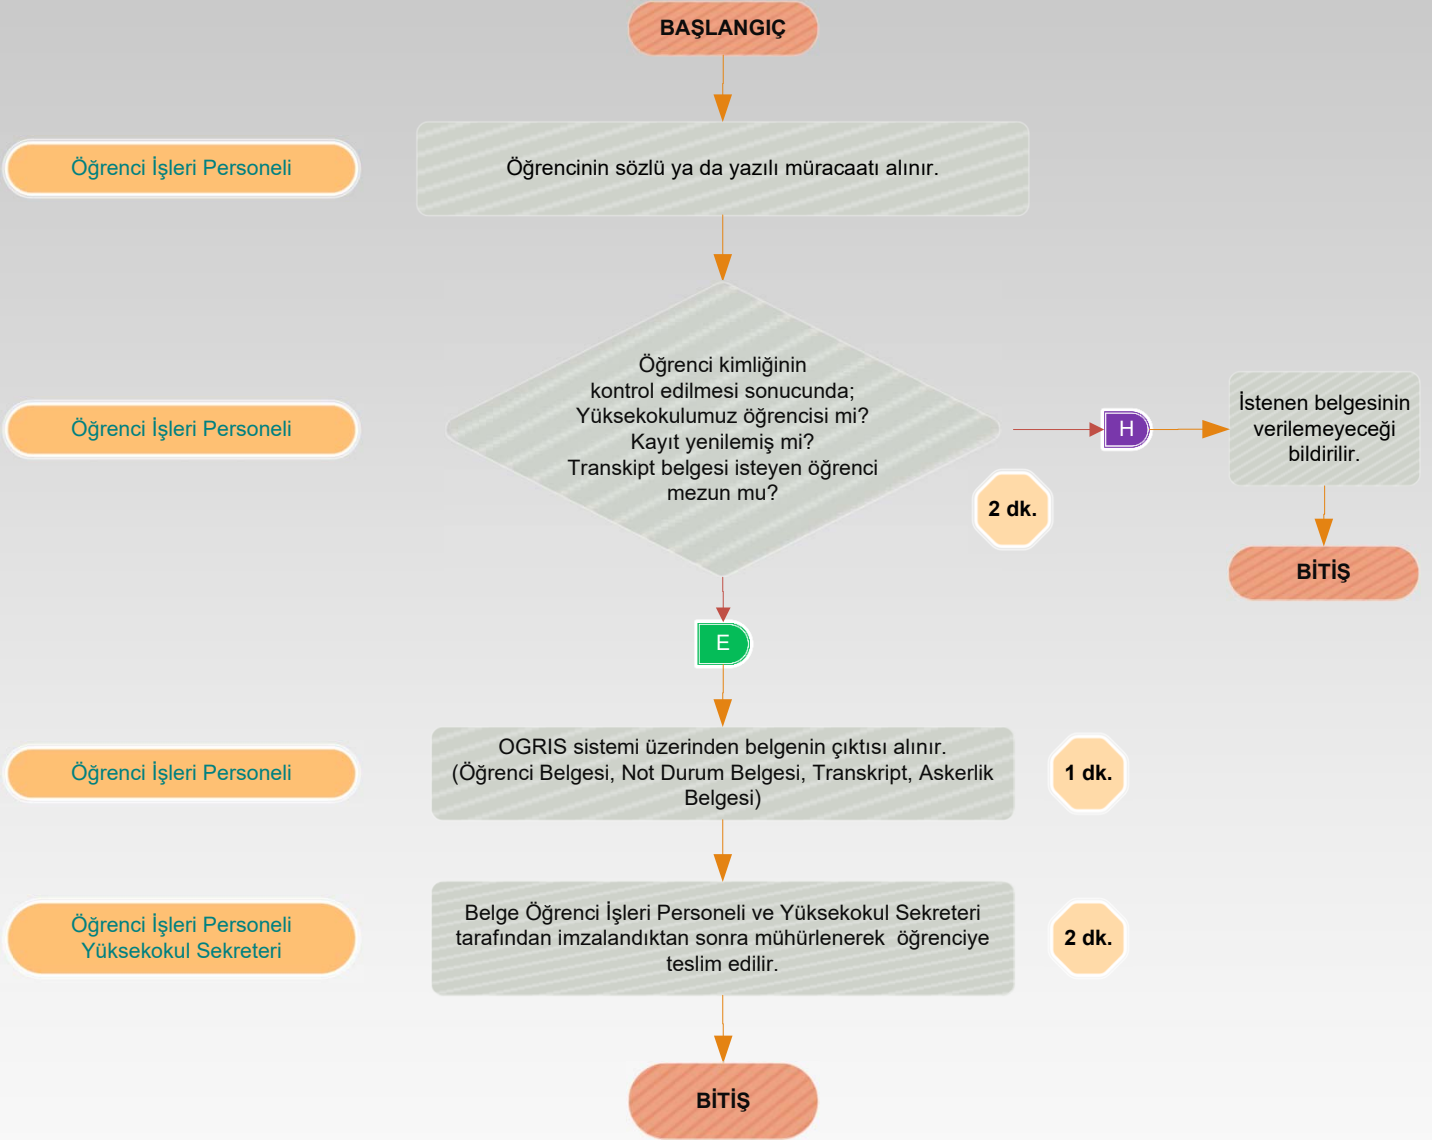 BAŞLANGIÇ
Öğrenci İşleri Personeli
Öğrencinin sözlü ya da yazılı müracaatı alınır.
Öğrenci İşleri Personeli
Öğrenci kimliğinin
kontrol edilmesi sonucunda;
Yüksekokulumuz öğrencisi mi?
Kayıt yenilemiş mi?
Transkipt belgesi isteyen öğrenci
mezun mu?
2 dk.
H
İstenen belgesinin
verilemeyeceği
bildirilir.
BİTİŞ
E
Öğrenci İşleri Personeli
OGRIS sistemi üzerinden belgenin çıktısı alınır.
(Öğrenci Belgesi, Not Durum Belgesi, Transkript, Askerlik
Belgesi)
1 dk.
Öğrenci İşleri Personeli
Yüksekokul Sekreteri
Belge Öğrenci İşleri Personeli ve Yüksekokul Sekreteri
tarafından imzalandıktan sonra mühürlenerek  öğrenciye
teslim edilir.
2 dk.
BİTİŞ